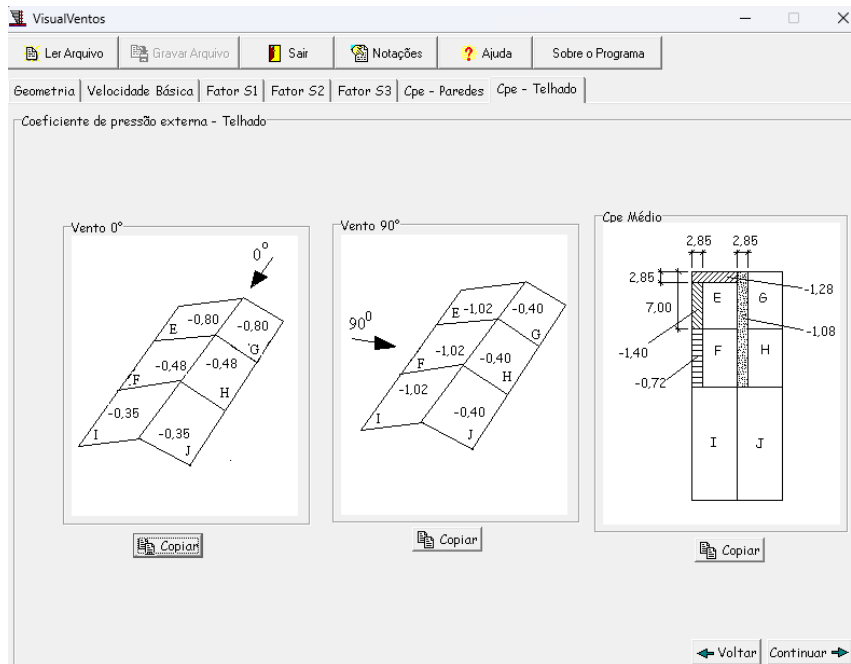 VisualVentos
Ler Arquivo Gravar Arquivo Sair Notações Ajuda Sobre o Programa
Geometria Velocidade Básica Fator S1 Fator S2 Fator S3 Cpe - Paredes Cpe - Telhado
Coeficiente de pressão externa - Telhado
Vento 0°
0°
E -0,80 -0,80
G
F -0,48 -0,48
H
-0,35
I -0,35
J
Copiar
Vento 90°
90⁰
E -1,02 -0,40
G
-1,02 -0,40
F
H
-1,02
-0,40
I
J
Copiar
Cpe Médio
2,85 2,85
2,85
-1,28
7,00 E G
-1,08
-1,40 F H
-0,72
I J
Copiar
Voltar Continuar